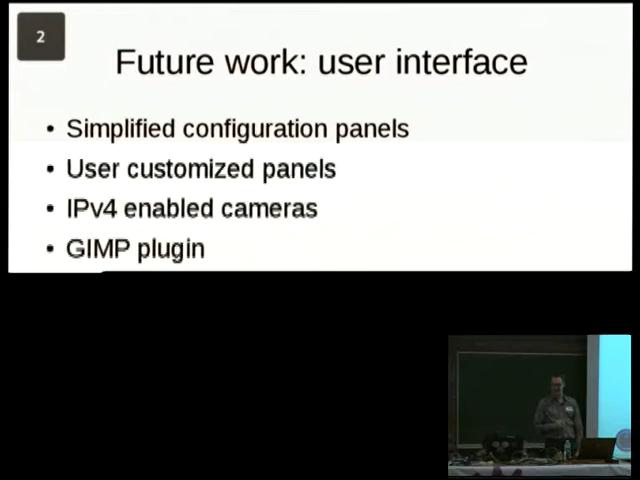 2
Future work: user interface
• Simplified configuration panels
• User customized panels
• IPv4 enabled cameras
• GIMP plugin